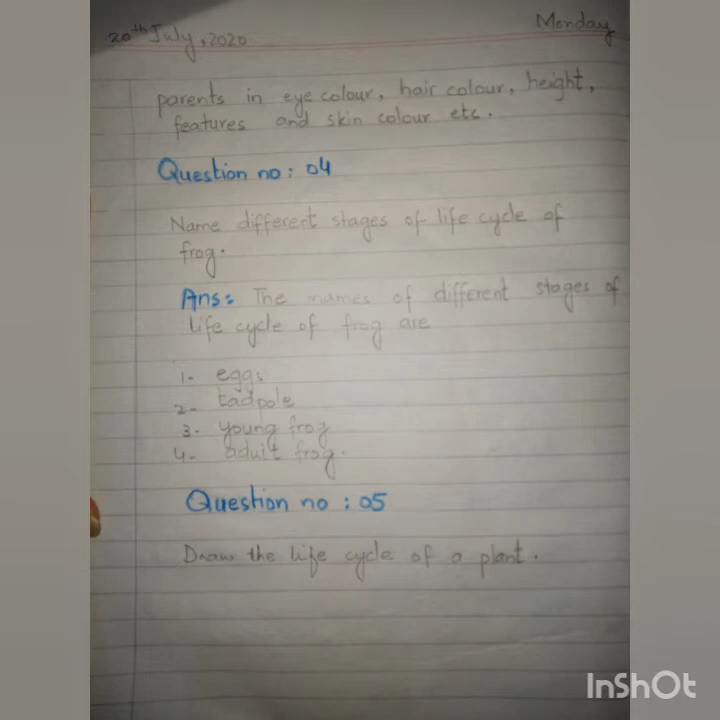 20th July, 2020 Monday
parents in eye colour, hair colour, height,
features and skin colour etc.
Question no: 04
Name different stages of life cycle of
frog.
Ans: The names of different stages of
life cycle of frog are
1- eggs
2- tadpole
3- young frog
4- adult frog.
Question no: 05
Draw the life cycle of a plant.
InShOt